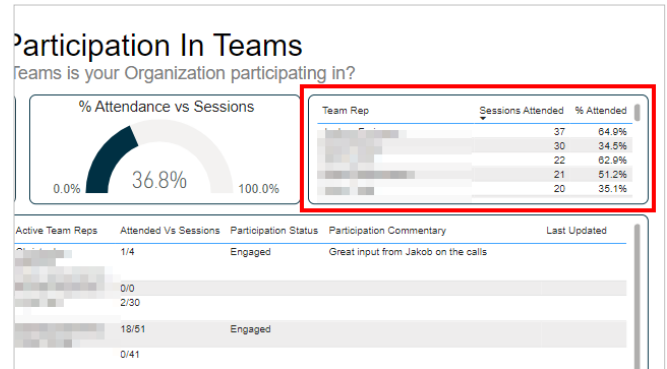 Participation In Teams
Teams is your Organization participating in?
% Attendance vs Sessions
36.8%
0.0%
100.0%
Team Rep Sessions Attended % Attended
37 64.9%
30 34.5%
22 62.9%
21 51.2%
20 35.1%
Active Team Reps Attended Vs Sessions Participation Status Participation Commentary Last Updated
1/4 Engaged Great input from Jakob on the calls
0/0
2/30
18/51 Engaged
0/41